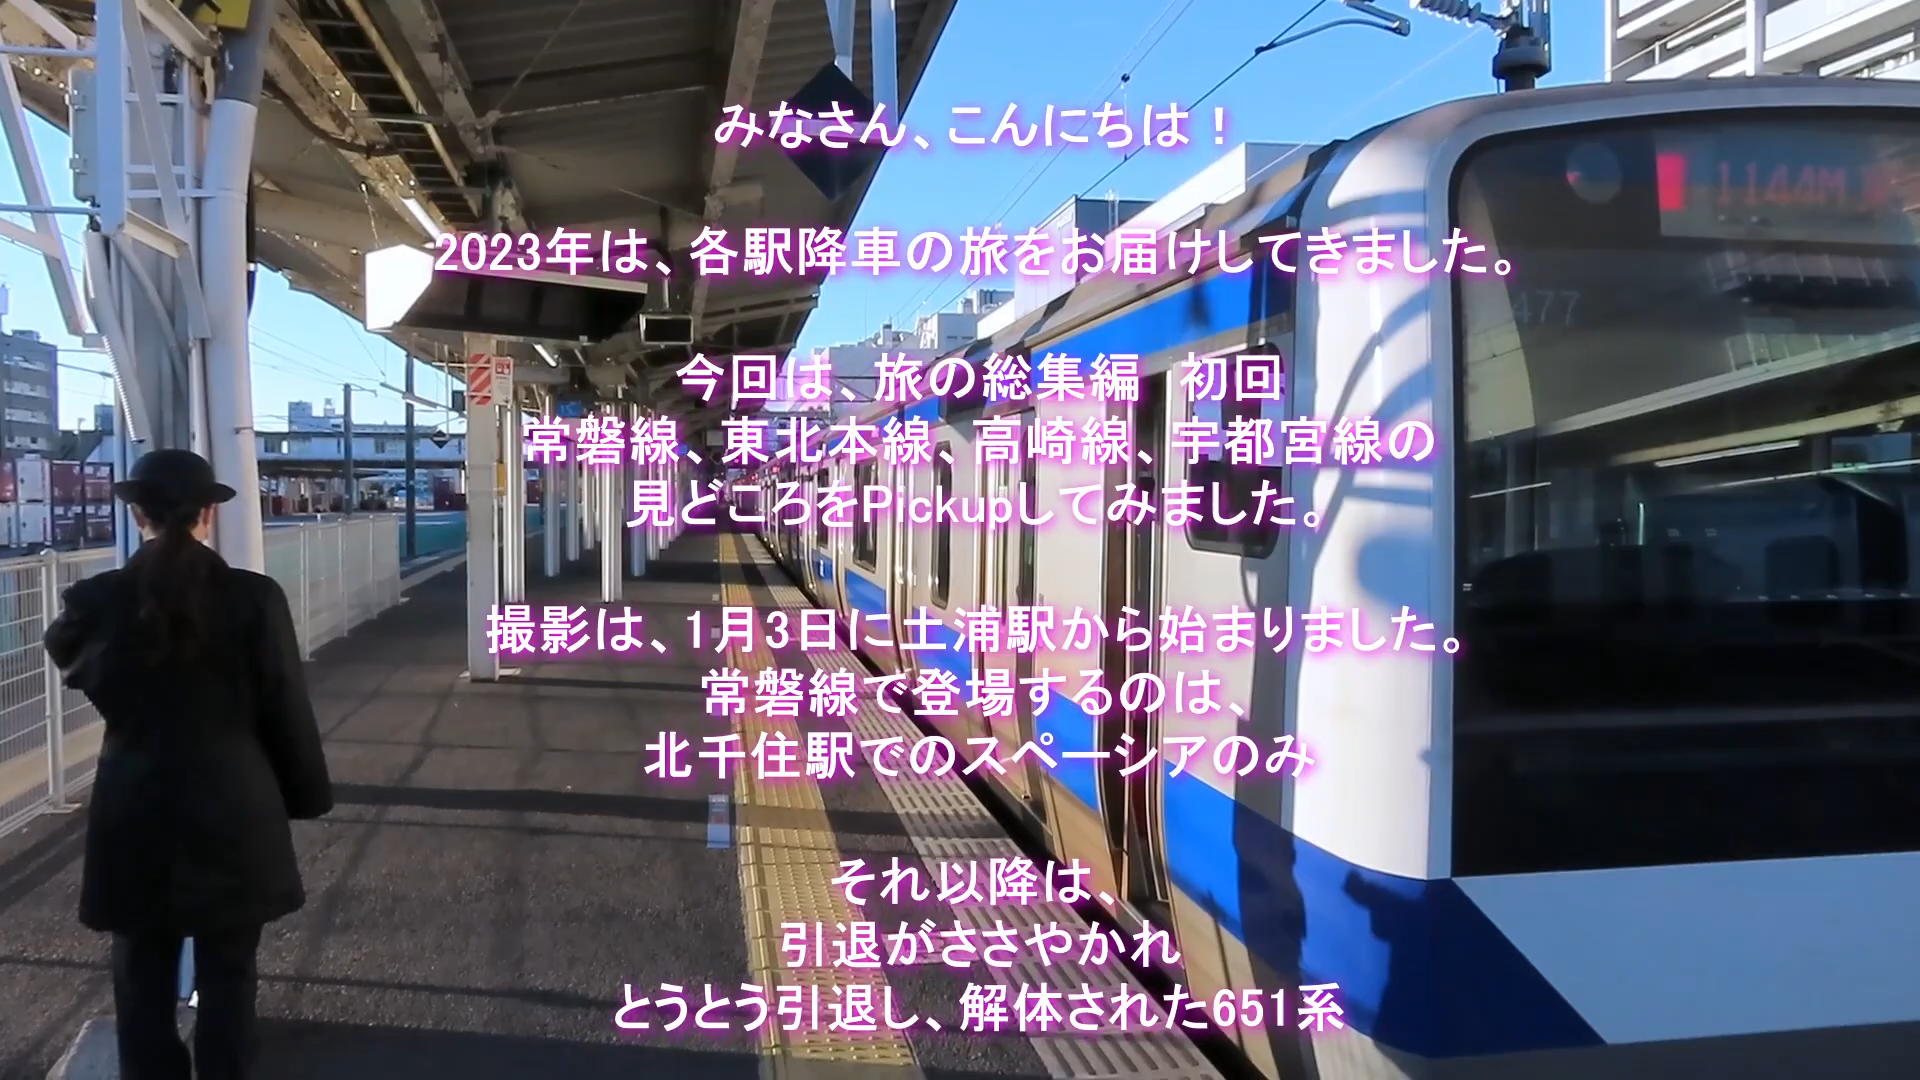 みなさん、こんにちは！
2023年は、各駅降車の旅をお届けしてきました。
今回は、旅の総集編　初回
常磐線、東北本線、高崎線、宇都宮線の
見どころをPickupしてみました。
撮影は、1月3日に土浦駅から始まりました。
常磐線で登場するのは、
北千住駅でのスペーシアのみ
それ以降は、
引退がささやかれ
とうとう引退し、解体された651系
1144M
477